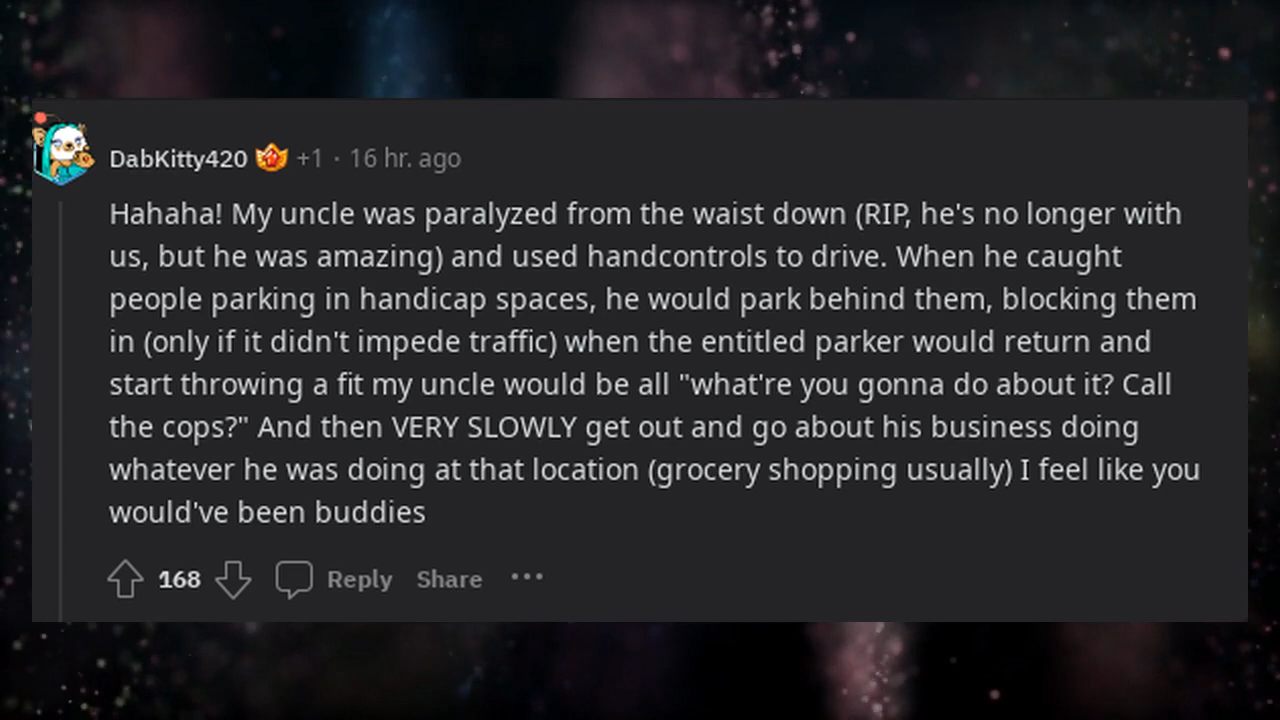 DabKitty420 +1 · 16 hr. ago
Hahaha! My uncle was paralyzed from the waist down (RIP, he's no longer with
us, but he was amazing) and used handcontrols to drive. When he caught
people parking in handicap spaces, he would park behind them, blocking them
in (only if it didn't impede traffic) when the entitled parker would return and
start throwing a fit my uncle would be all "what're you gonna do about it? Call
the cops?" And then VERY SLOWLY get out and go about his business doing
whatever he was doing at that location (grocery shopping usually) I feel like you
would've been buddies
168 Reply Share ···